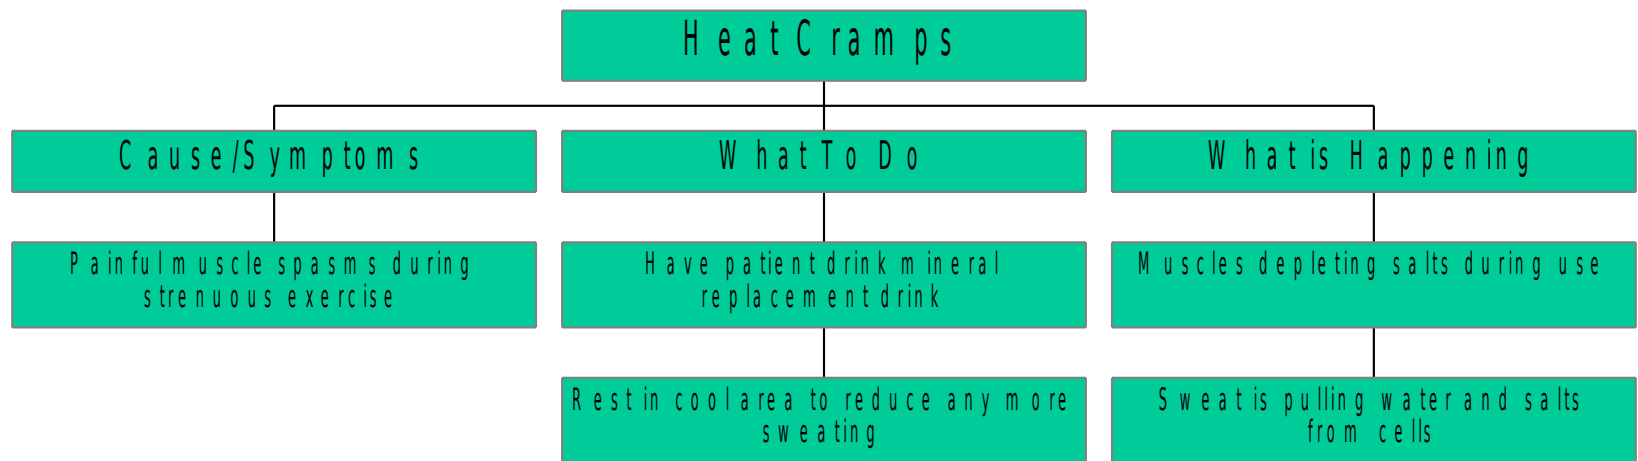 Heat Cramps
Cause/Symptoms
What To Do
What is Happening
Painful muscle spasms during
strenuous exercise
Have patient drink mineral
replacement drink
Muscles depleting salts during use
Rest in cool area to reduce any more
sweating
Sweat is pulling water and salts
from cells